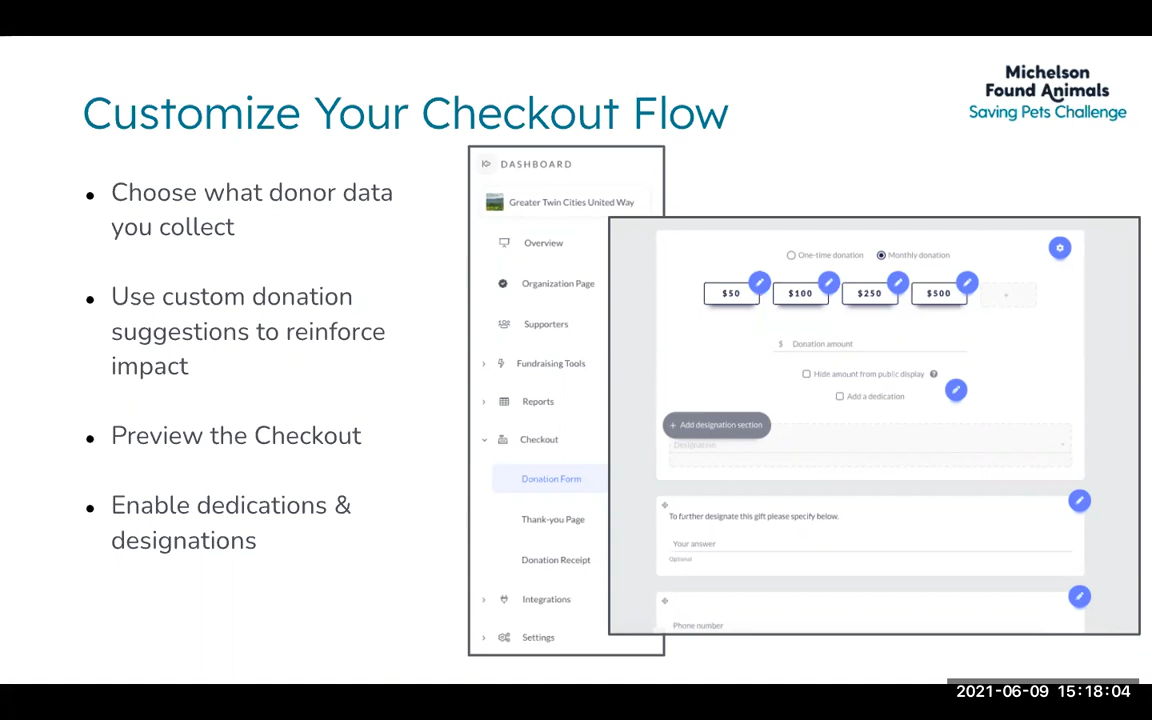 Michelson
Found Animals
Saving Pets Challenge
Customize Your Checkout Flow
Choose what donor data
you collect
Use custom donation
suggestions to reinforce
impact
Preview the Checkout
Enable dedications &
designations
DASHBOARD
Greater Twin Cities United Way
Overview
Organization Page
Supporters
Fundraising Tools
Reports
Checkout
Donation Form
Thank-you Page
Donation Receipt
Integrations
Settings
One-time donation Monthly donation
$50 $100 $250 $500 +
$ Donation amount
Hide amount from public display ?
Add a dedication
+ Add designation section
Designation
To further designate this gift please specify below.
Your answer
Optional
Phone number
2021-06-09 15:18:04